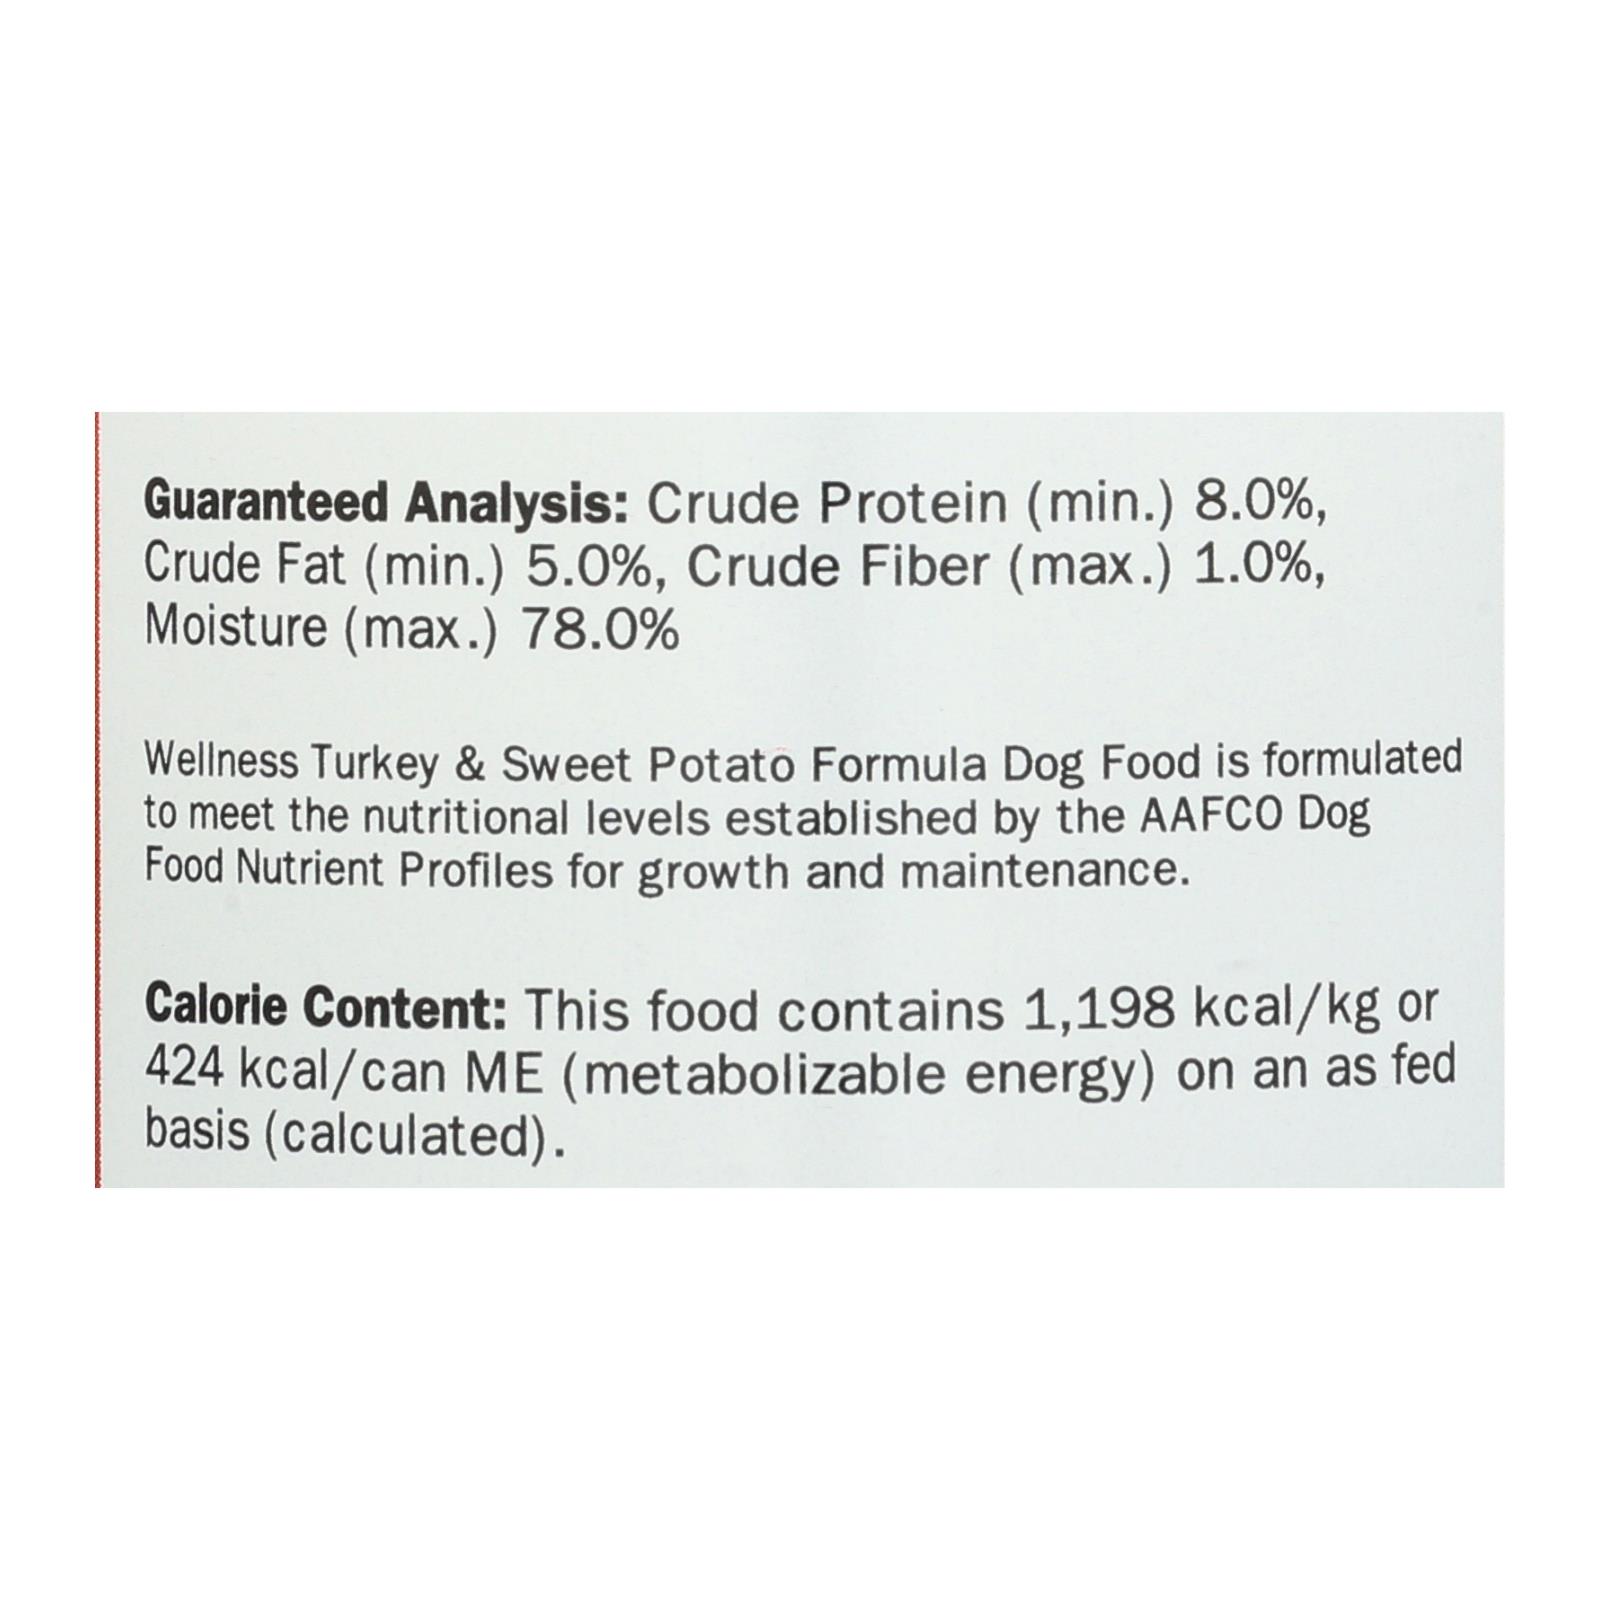 Guaranteed Analysis: Crude Protein (min.) 8.0%,
Crude Fat (min.) 5.0%, Crude Fiber (max.) 1.0%,
Moisture (max.) 78.0%
Wellness Turkey & Sweet Potato Formula Dog Food is formulated
to meet the nutritional levels established by the AAFCO Dog
Food Nutrient Profiles for growth and maintenance.
Calorie Content: This food contains 1,198 kcal/kg or
424 kcal/can ME (metabolizable energy) on an as fed
basis (calculated).